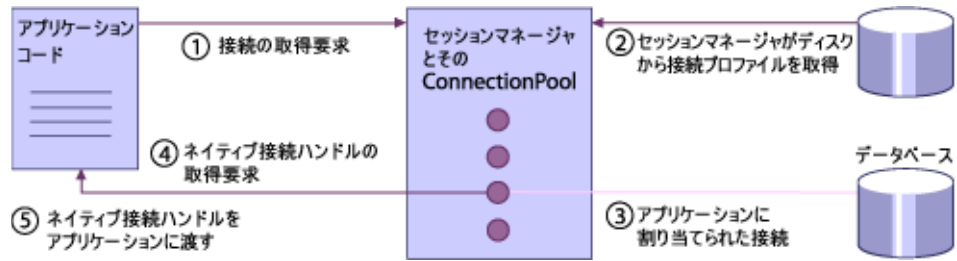 アプリケーション
コード
① 接続の取得要求
セッションマネージャ
とその
ConnectionPool
② セッションマネージャがディスク
から接続プロファイルを取得
④ ネイティブ接続ハンドルの
取得要求
データベース
⑤ ネイティブ接続ハンドルを
アプリケーションに渡す
③ アプリケーションに
割り当てられた接続